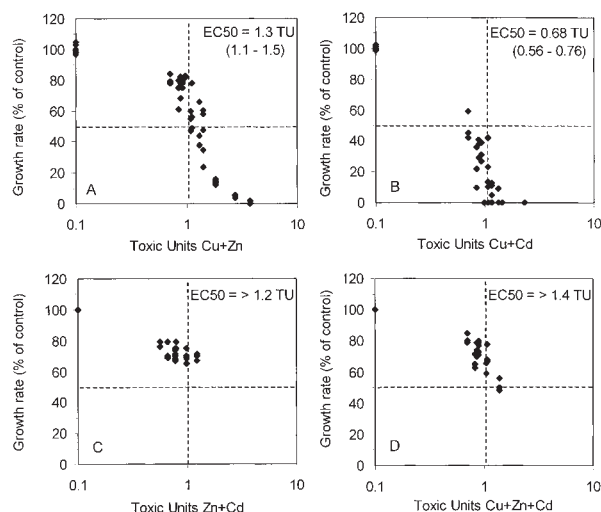 120
100
80
60
40
20
0
Growth rate (% of control)
EC50 = 1.3 TU
(1.1 - 1.5)
A
0.1
1
10
Toxic Units Cu+Zn
120
100
80
60
40
20
0
Growth rate (% of control)
EC50 = 0.68 TU
(0.56 - 0.76)
B
0.1
1
10
Toxic Units Cu+Cd
120
100
80
60
40
20
0
Growth rate (% of control)
EC50 = > 1.2 TU
C
0.1
1
10
Toxic Units Zn+Cd
120
100
80
60
40
20
0
Growth rate (% of control)
EC50 = > 1.4 TU
D
0.1
1
10
Toxic Units Cu+Zn+Cd